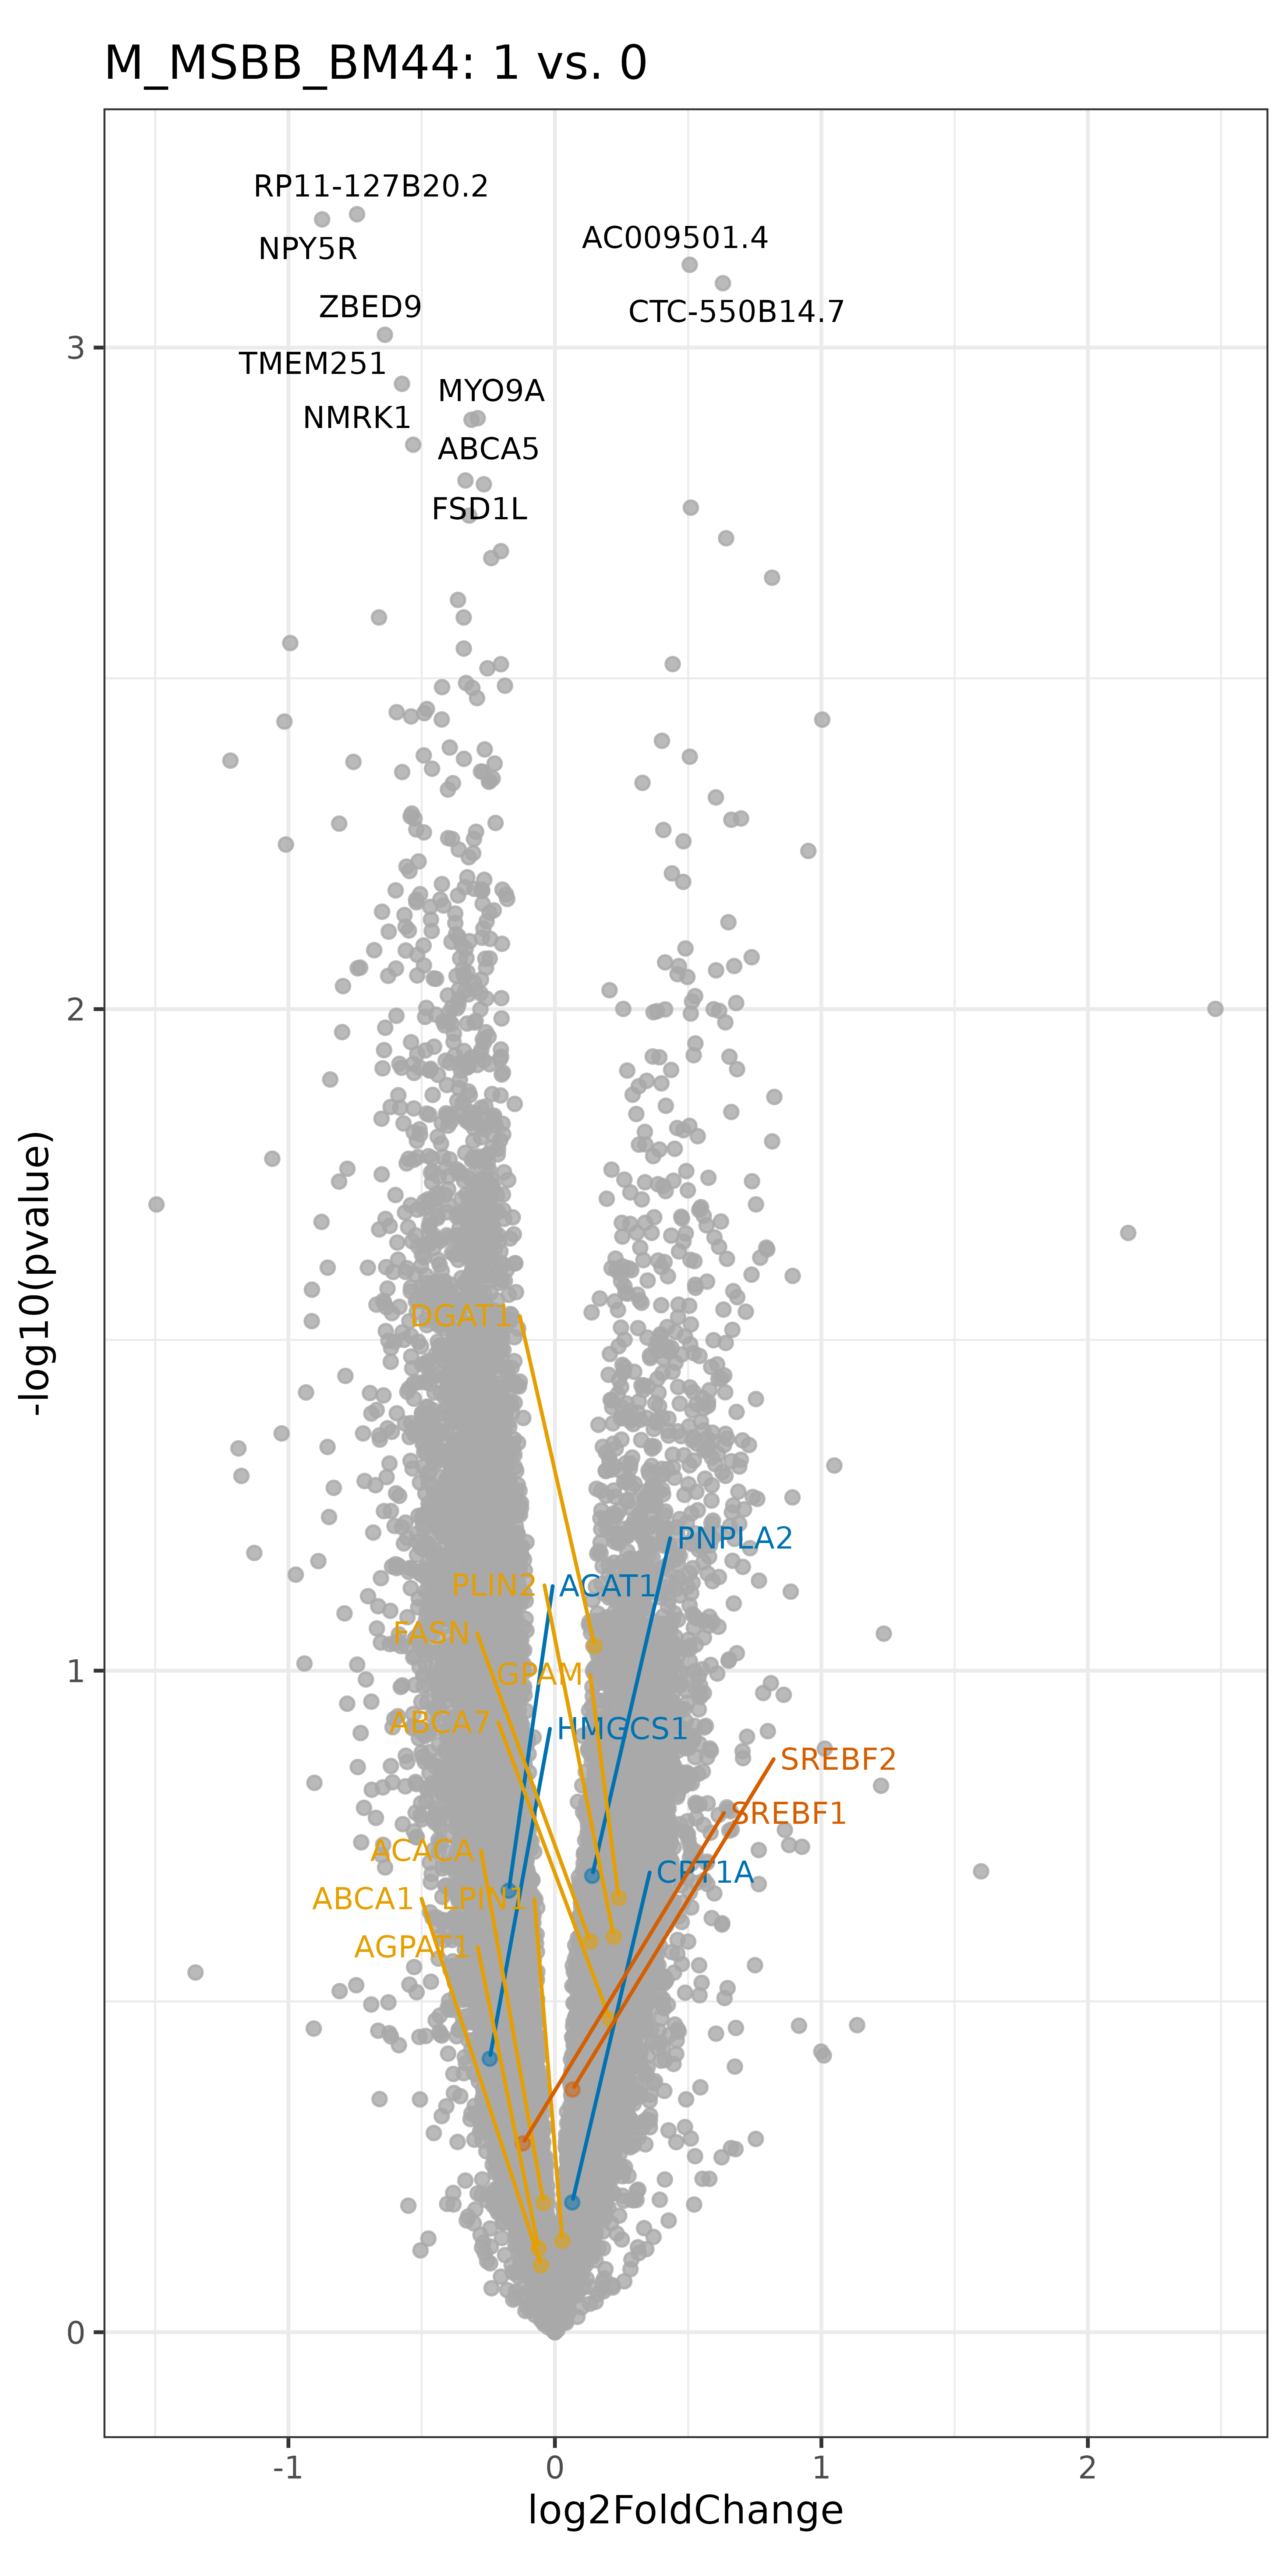 M_MSBB_BM44: 1 vs. 0
RP11-127B20.2
NPY5R
AC009501.4
CTC-550B14.7
ZBED9
TMEM251
MYO9A
NMRK1
ABCA5
FSD1L
DGAT1
PNPLA2
PLIN2
ACAT1
FASN
GPAM
ABCA7
HMGCS1
SREBF2
SREBF1
ACACA
CPT1A
ABCA1
LPIN1
AGPAT1
3
2
1
0
-log10(pvalue)
-1
0
1
2
log2FoldChange